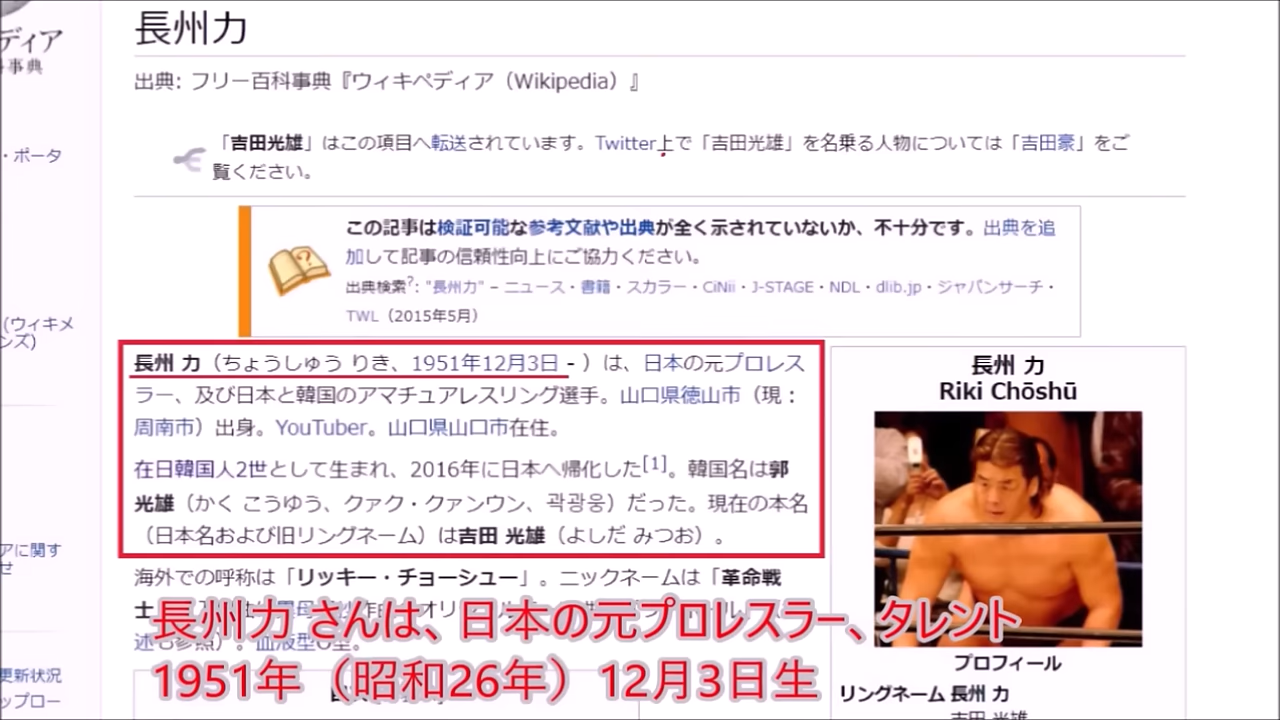 長州力
ディア
事典
出典: フリー百科事典『ウィキペディア（Wikipedia）』
「吉田光雄」はこの項目へ転送されています。Twitter上で「吉田光雄」を名乗る人物については「吉田豪」をご
覧ください。
・ポータ
この記事は検証可能な参考文献や出典が全く示されていないか、不十分です。出典を追
加して記事の信頼性向上にご協力ください。
出典検索?: "長州力" – ニュース・書籍・スカラー・CiNii・J-STAGE・NDL・dlib.jp・ジャパンサーチ・
TWL（2015年5月）
(ウィキメ
ンズ)
長州 力（ちょうしゅう りき、1951年12月3日 - ）は、日本の元プロレス
ラー、及び日本と韓国のアマチュアレスリング選手。山口県徳山市（現：
周南市）出身。YouTuber。山口県山口市在住。
在日韓国人2世として生まれ、2016年に日本へ帰化した[1]。韓国名は郭
光雄（かく こうゆう、クァク・クァンウン、곽광웅）だった。現在の本名
（日本名および旧リングネーム）は吉田 光雄（よしだ みつお）。
長州 力
Riki Chōshū
アに関す
せ
海外での呼称は「リッキー・チョーシュー」。ニックネームは「革命戦
士
長州力 さんは、日本の元プロレスラー、タレント
1951年（昭和26年）12月3日生
プロフィール
リングネーム 長州 力
吉田 光雄
更新状況
ップロー